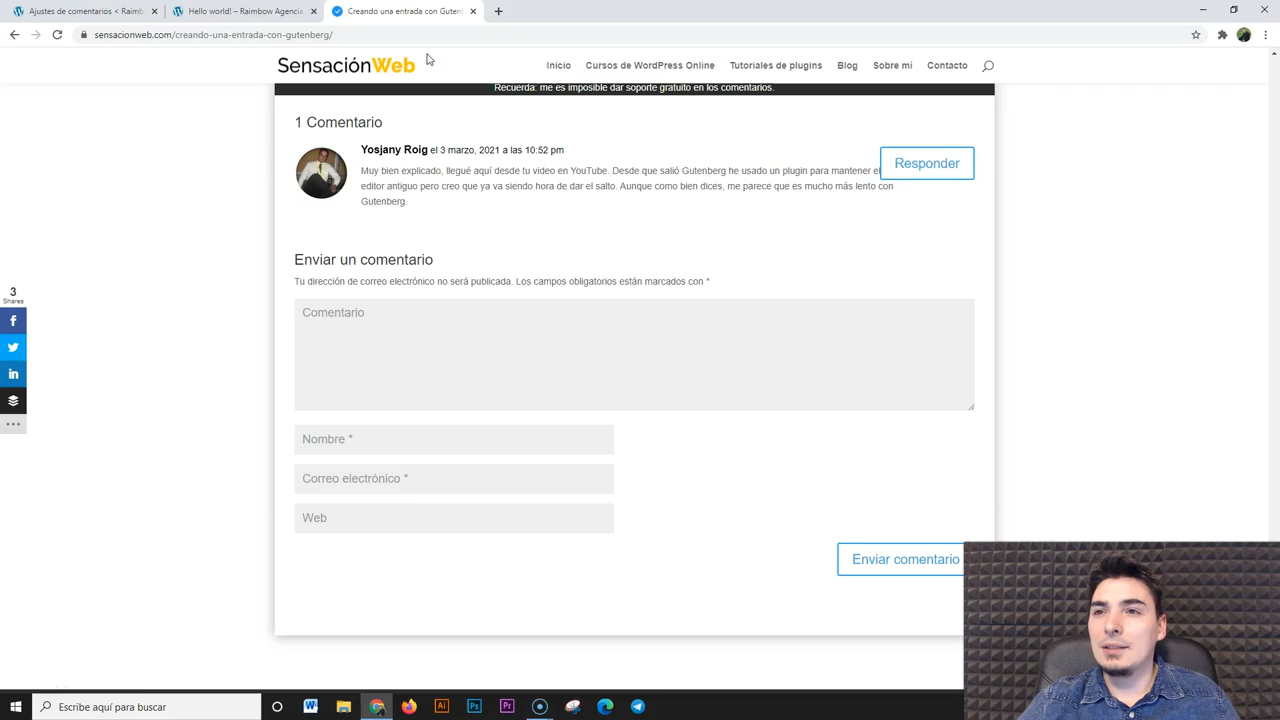 Ajustes de comentarios < Raimb
Hello world! – Raimbow Agencia
Creando una entrada con Guten
sensacionweb.com/creando-una-entrada-con-gutenberg/
SensaciónWeb
Inicio
Cursos de WordPress Online
Tutoriales de plugins
Blog
Sobre mi
Contacto
Recuerda: me es imposible dar soporte gratuito en los comentarios.
1 Comentario
Yosjany Roig el 3 marzo, 2021 a las 10:52 pm
Responder
Muy bien explicado, llegué aquí desde tu video en YouTube. Desde que salió Gutenberg he usado un plugin para mantener el
editor antiguo pero creo que ya va siendo hora de dar el salto. Aunque como bien dices, me parece que es mucho más lento con
Gutenberg.
Enviar un comentario
Tu dirección de correo electrónico no será publicada. Los campos obligatorios están marcados con *
3
Shares
Comentario
Nombre *
Correo electrónico *
Web
Enviar comentario
Escribe aquí para buscar
W
Ai
Ps
Pr